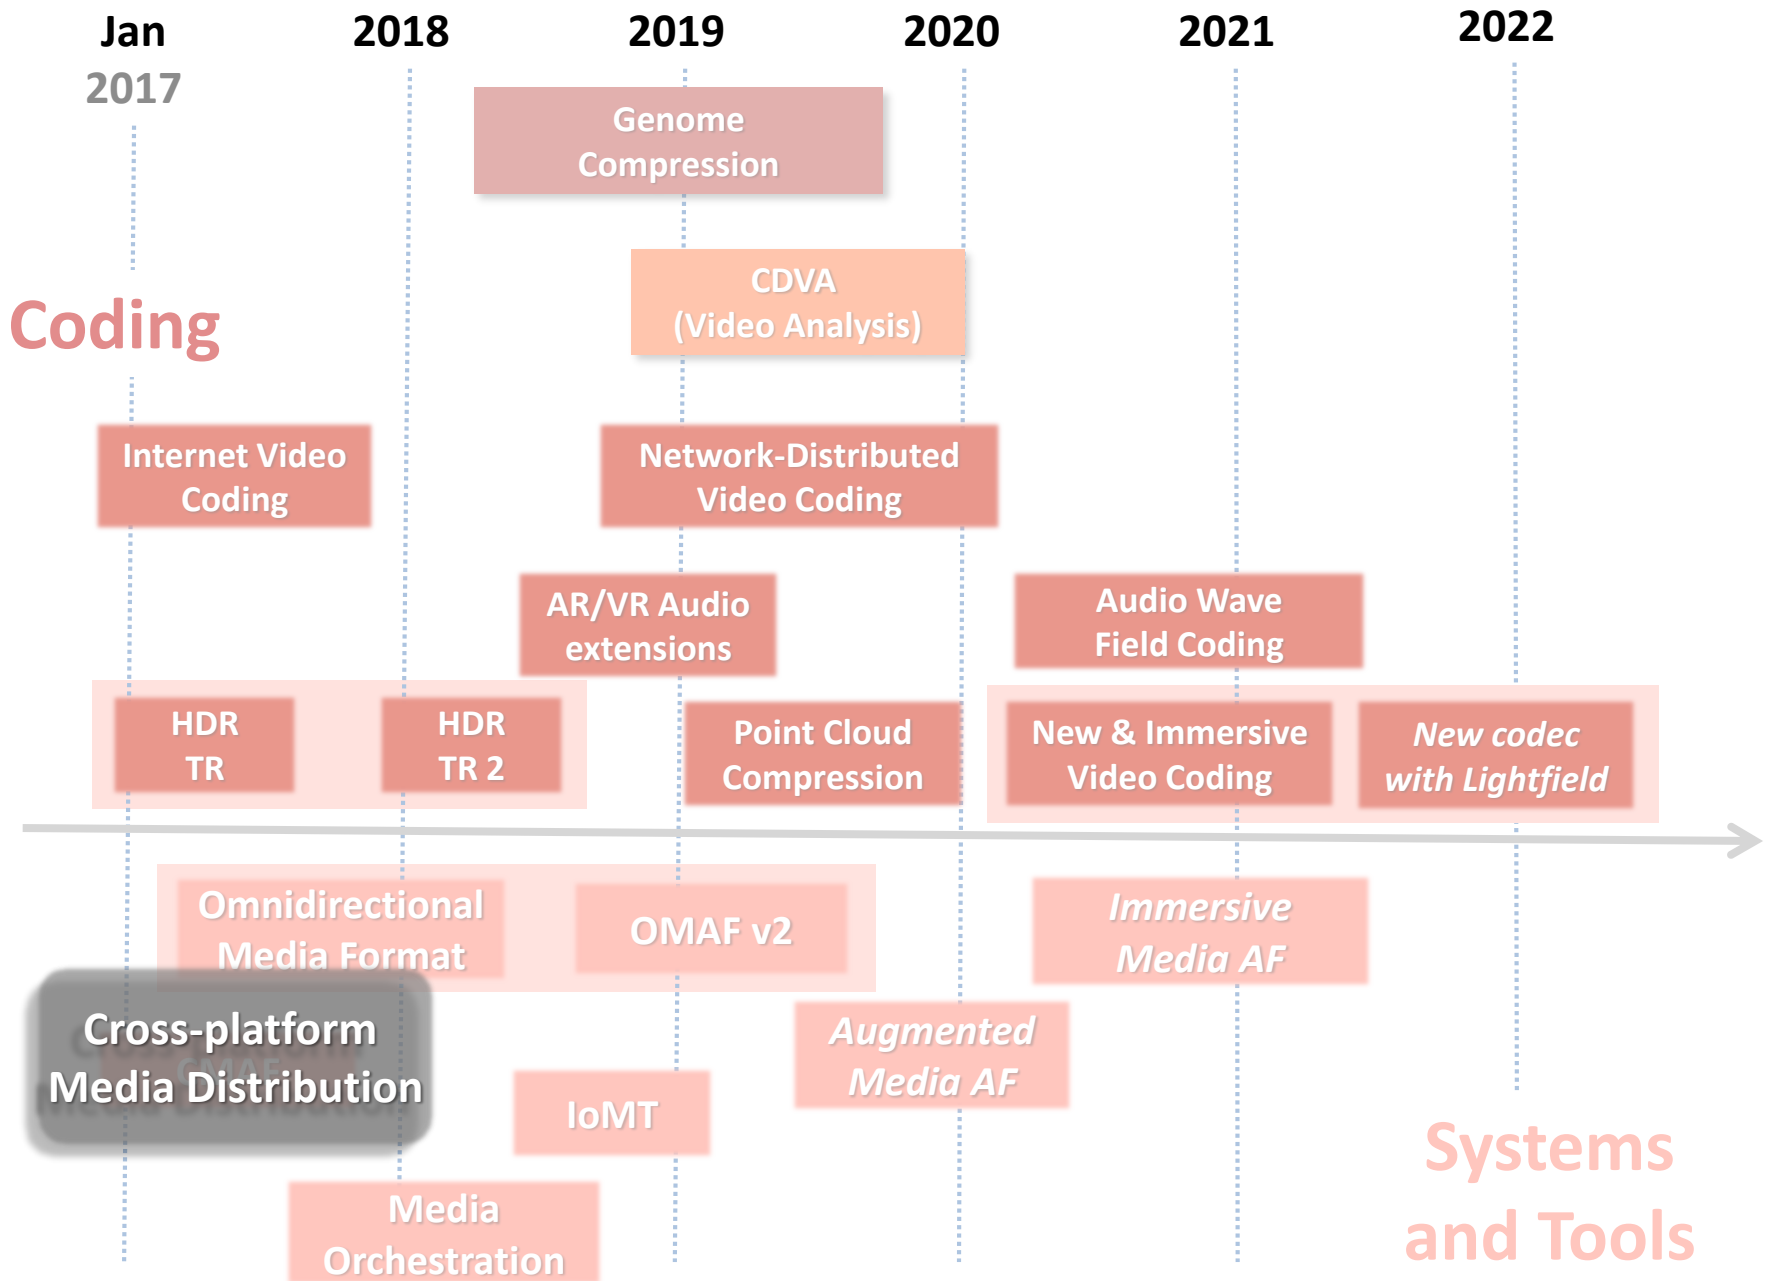 Jan
2017
2018
2019
2020
2021
2022
Genome
Compression
CDVA
(Video Analysis)
Coding
Internet Video
Coding
Network-Distributed
Video Coding
AR/VR Audio
extensions
Audio Wave
Field Coding
HDR
TR
HDR
TR 2
Point Cloud
Compression
New & Immersive
Video Coding
New codec
with Lightfield
Omnidirectional
Media Format
OMAF v2
Immersive
Media AF
Cross-platform
Media Distribution
CMAF
Augmented
Media AF
IoMT
Media
Orchestration
Systems
and Tools